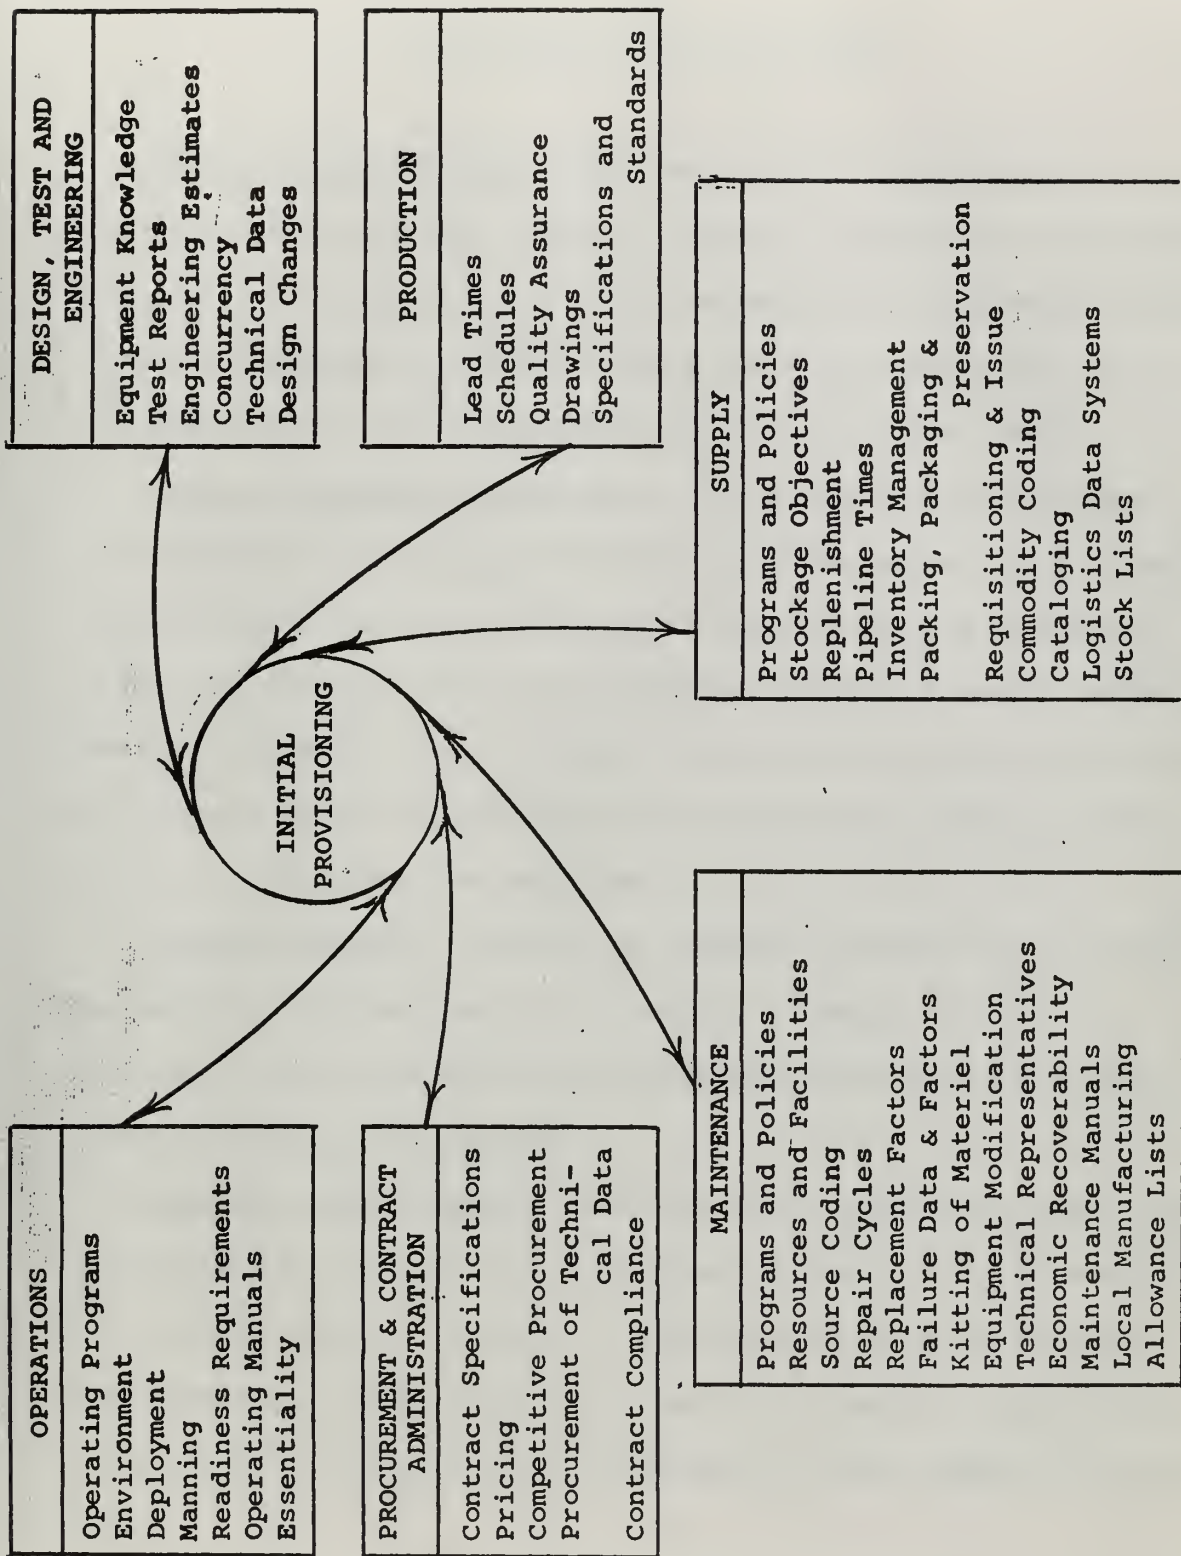 OPERATIONS
Operating Programs
Environment
Deployment
Manning
Readiness Requirements
Operating Manuals
Essentiality
PROCUREMENT & CONTRACT
ADMINISTRATION
Contract Specifications
Pricing
Competitive Procurement
Procurement of Techni-
cal Data
Contract Compliance
MAINTENANCE
Programs and Policies
Resources and Facilities
Source Coding
Repair Cycles
Replacement Factors
Failure Data & Factors
Kitting of Materiel
Equipment Modification
Technical Representatives
Economic Recoverability
Maintenance Manuals
Local Manufacturing
Allowance Lists
INITIAL
PROVISIONING
DESIGN, TEST AND
ENGINEERING
Equipment Knowledge
Test Reports
Engineering Estimates
Concurrency
Technical Data
Design Changes
PRODUCTION
Lead Times
Schedules
Quality Assurance
Drawings
Specifications and
Standards
SUPPLY
Programs and Policies
Stockage Objectives
Replenishment
Pipeline Times
Inventory Management
Packing, Packaging &
Preservation
Requisitioning & Issue
Commodity Coding
Cataloging
Logistics Data Systems
Stock Lists